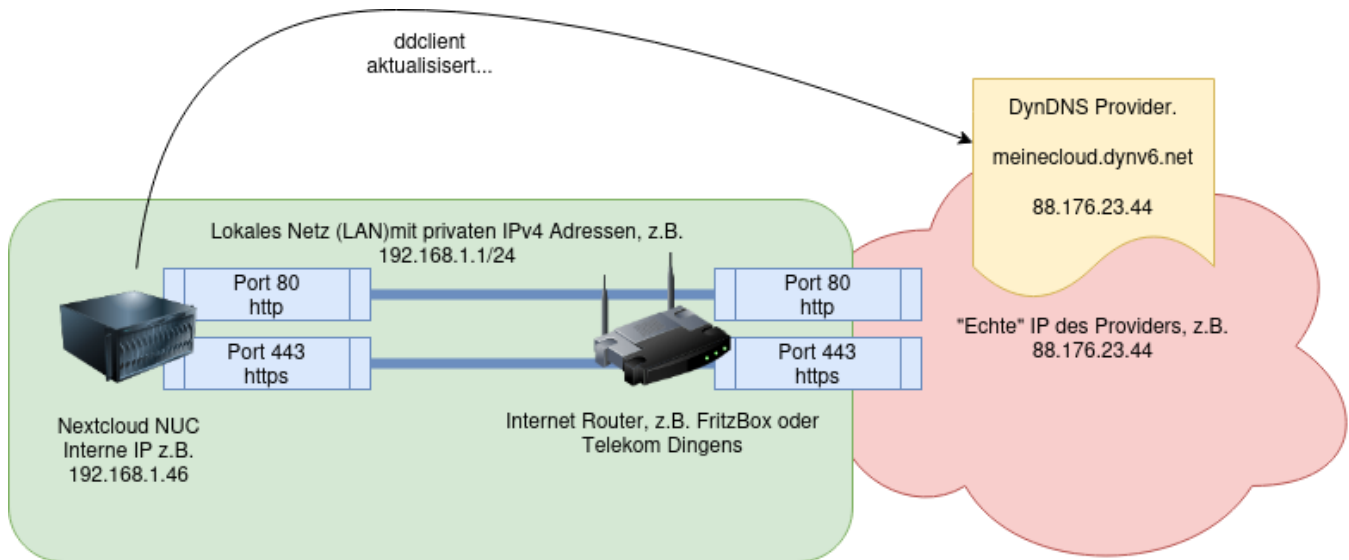 ddclient
aktualisisert...
DynDNS Provider.
meinecloud.dynv6.net
88.176.23.44
Lokales Netz (LAN)mit privaten IPv4 Adressen, z.B.
192.168.1.1/24
Port 80
http
Port 80
http
Port 443
https
Port 443
https
"Echte" IP des Providers, z.B.
88.176.23.44
Nextcloud NUC
Interne IP z.B.
192.168.1.46
Internet Router, z.B. FritzBox oder
Telekom Dingens